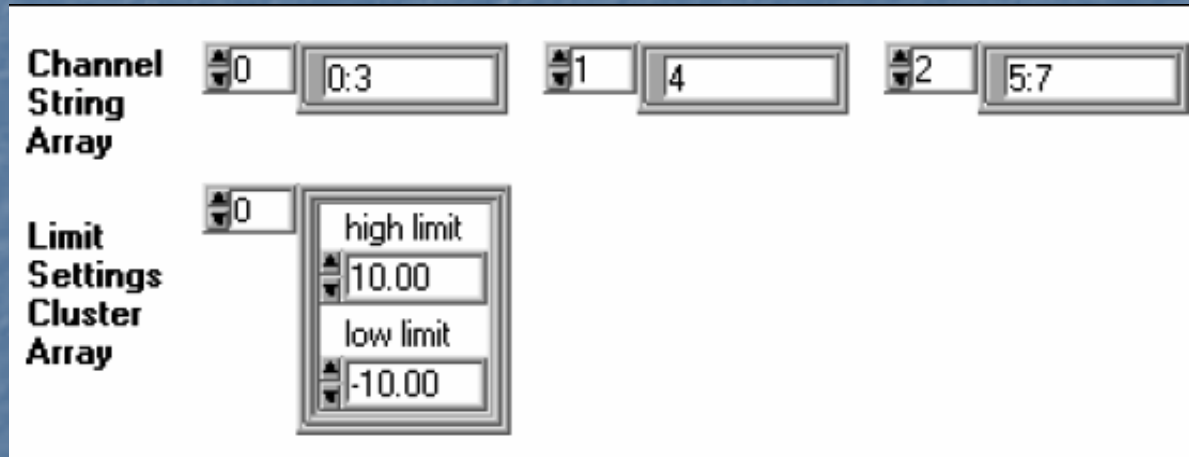 Channel String Array
0
0:3
1
4
2
5:7
Limit Settings Cluster Array
0
high limit
10.00
low limit
-10.00